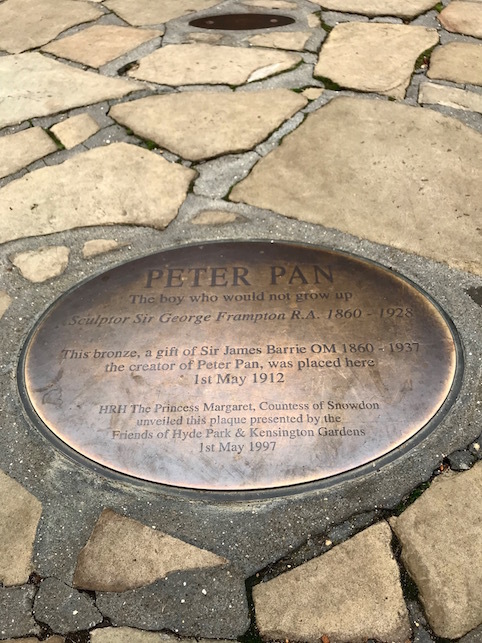 PETER PAN
The boy who would not grow up
Sculptor Sir George Frampton R.A. 1860 - 1928
This bronze, a gift of Sir James Barrie OM 1860 - 1937
the creator of Peter Pan, was placed here
1st May 1912
HRH The Princess Margaret, Countess of Snowdon
unveiled this plaque presented by the
Friends of Hyde Park & Kensington Gardens
1st May 1997